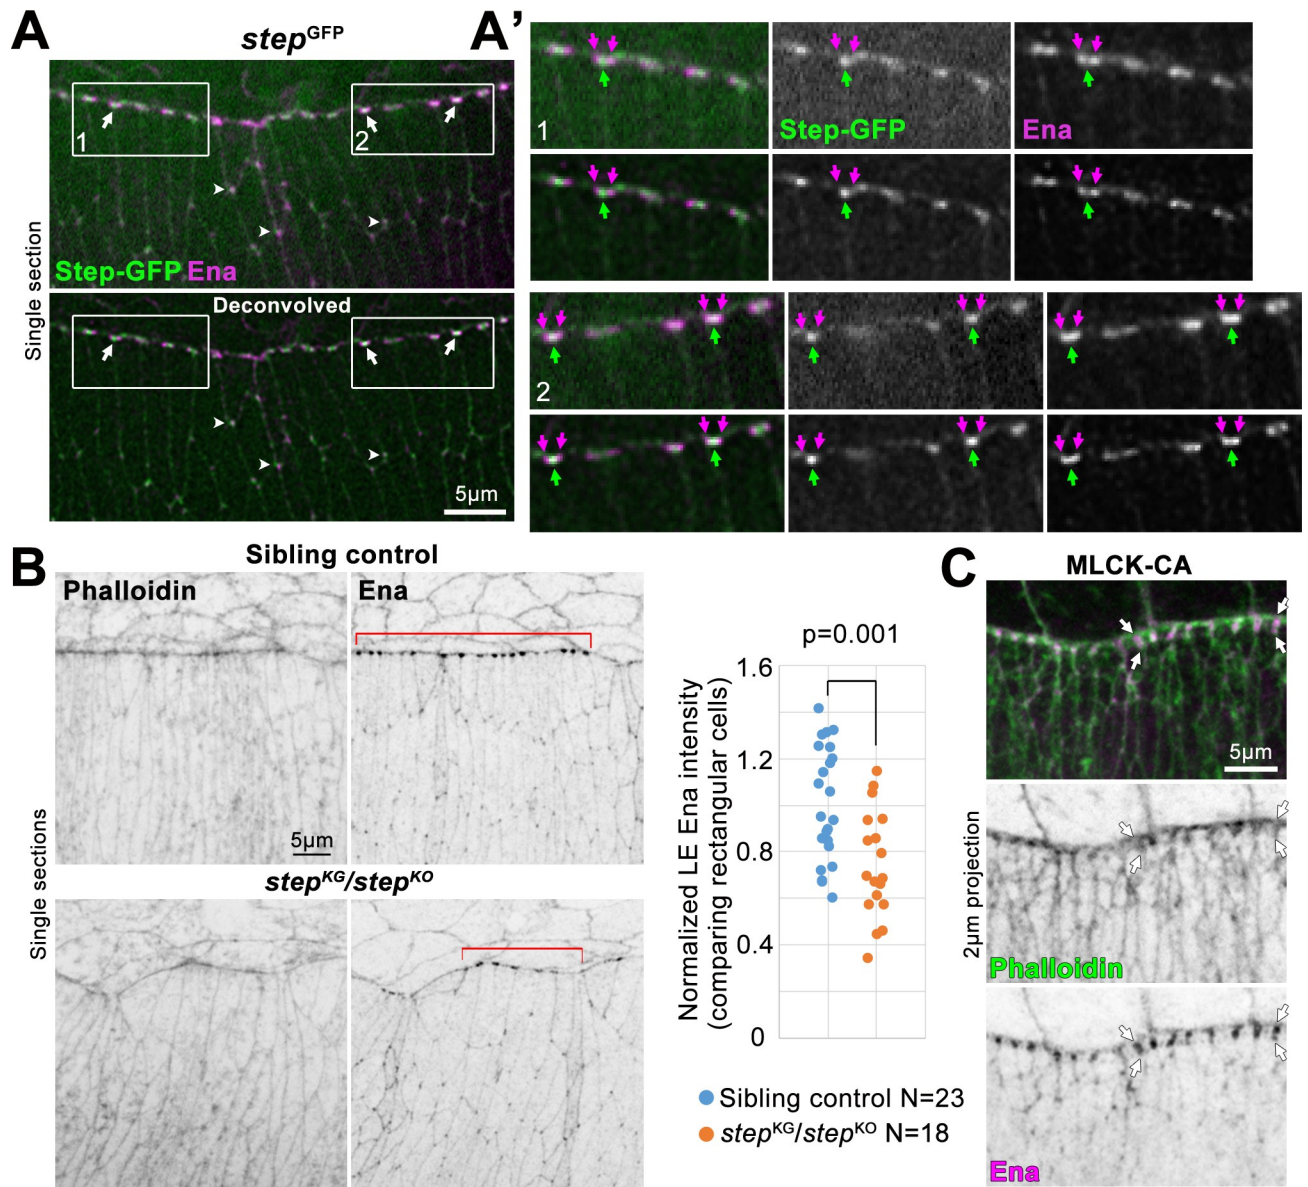 A
step^GFP
A'
1
2
Step-GFP Ena
Single section
Deconvolved
5µm
1
Step-GFP
Ena
2
B
Sibling control
Phalloidin
Ena
5µm
step^KG/step^KO
Single sections
p=0.001
Normalized LE Ena intensity
(comparing rectangular cells)
1.6
1.2
0.8
0.4
0
Sibling control N=23
step^KG/step^KO N=18
C
MLCK-CA
5µm
2µm projection
Phalloidin
Ena